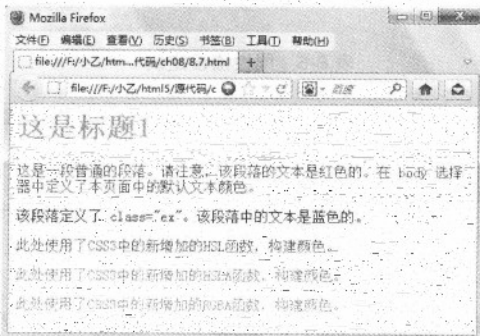 Mozilla Firefox
文件(F) 编辑(E) 查看(V) 历史(S) 书签(B) 工具(T) 帮助(H)
file:///F:/小乙/htm...代码/ch08/8.7.html +
file:///F:/小乙/html5/源代码/c 百度
这是标题1
这是一段普通的段落。请注意，该段落的文本是红色的。在 body 选择
器中定义了本页面中的默认文本颜色。
该段落定义了 class="ex"。该段落中的文本是蓝色的。
此处使用了CSS3中的新增加的HSL函数，构建颜色。
此处使用了CSS3中的新增加的HSLA函数，构建颜色。
此处使用了CSS3中的新增加的RGBA函数，构建颜色。